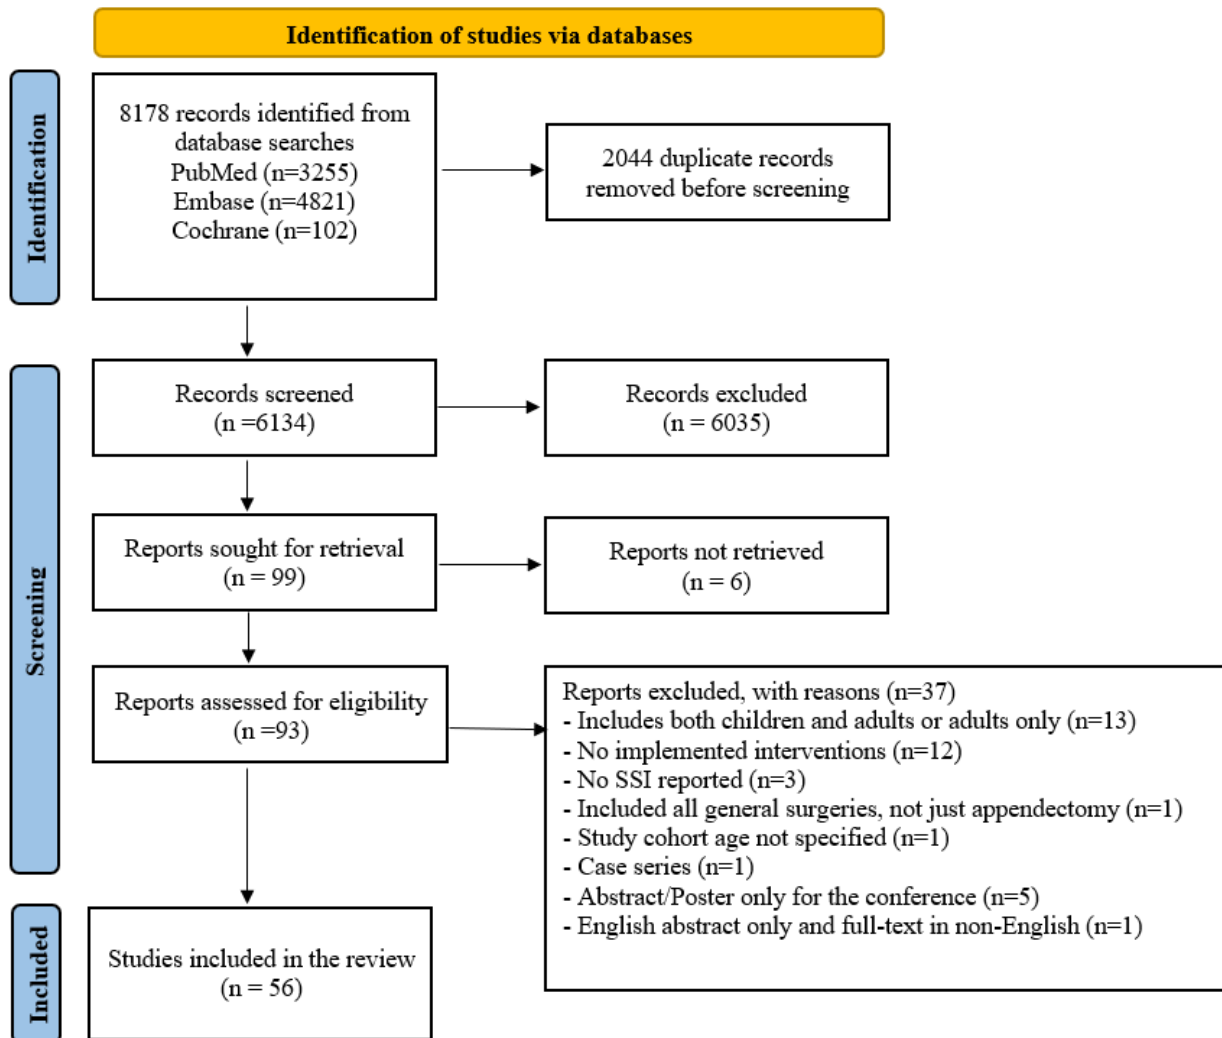 Identification of studies via databases
Identification
8178 records identified from
database searches
PubMed (n=3255)
Embase (n=4821)
Cochrane (n=102)
2044 duplicate records
removed before screening
Screening
Records screened
(n =6134)
Records excluded
(n = 6035)
Reports sought for retrieval
(n = 99)
Reports not retrieved
(n = 6)
Reports assessed for eligibility
(n =93)
Reports excluded, with reasons (n=37)
- Includes both children and adults or adults only (n=13)
- No implemented interventions (n=12)
- No SSI reported (n=3)
- Included all general surgeries, not just appendectomy (n=1)
- Study cohort age not specified (n=1)
- Case series (n=1)
- Abstract/Poster only for the conference (n=5)
- English abstract only and full-text in non-English (n=1)
Included
Studies included in the review
(n = 56)